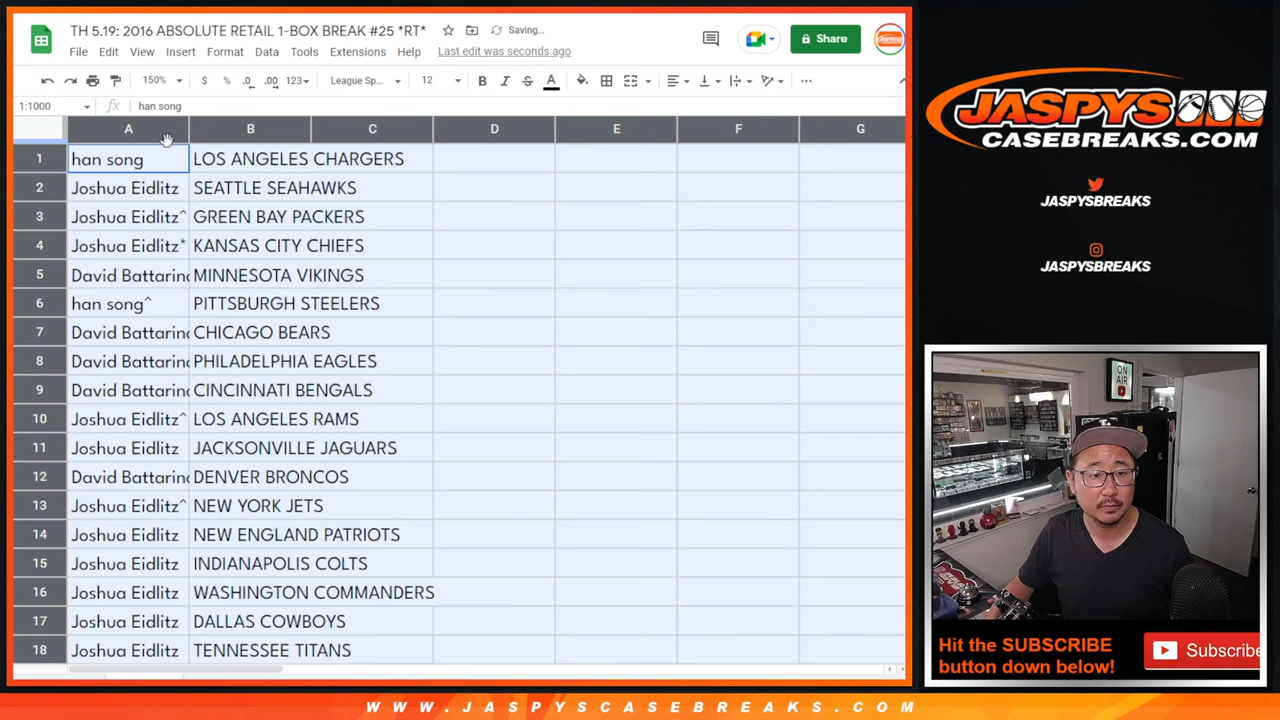 TH 5.19: 2016 ABSOLUTE RETAIL 1-BOX BREAK #25 *RT*
Saving...
File Edit View Insert Format Data Tools Extensions Help Last edit was seconds ago
Share
150% $ % .0 .00 123 League Sp... 12 B I S A
1:1000 fx han song
A B C D E F G
1 han song LOS ANGELES CHARGERS
2 Joshua Eidlitz SEATTLE SEAHAWKS
3 Joshua Eidlitz^ GREEN BAY PACKERS
4 Joshua Eidlitz* KANSAS CITY CHIEFS
5 David Battarino MINNESOTA VIKINGS
6 han song^ PITTSBURGH STEELERS
7 David Battarino CHICAGO BEARS
8 David Battarino PHILADELPHIA EAGLES
9 David Battarino CINCINNATI BENGALS
10 Joshua Eidlitz^ LOS ANGELES RAMS
11 Joshua Eidlitz JACKSONVILLE JAGUARS
12 David Battarino DENVER BRONCOS
13 Joshua Eidlitz^ NEW YORK JETS
14 Joshua Eidlitz NEW ENGLAND PATRIOTS
15 Joshua Eidlitz INDIANAPOLIS COLTS
16 Joshua Eidlitz WASHINGTON COMMANDERS
17 Joshua Eidlitz DALLAS COWBOYS
18 Joshua Eidlitz TENNESSEE TITANS
JASPYS
CASEBREAKS.COM
JASPYSBREAKS
JASPYSBREAKS
ON
AIR
Hit the SUBSCRIBE
button down below!
Subscribe
WWW.JASPYSCASEBREAKS.COM